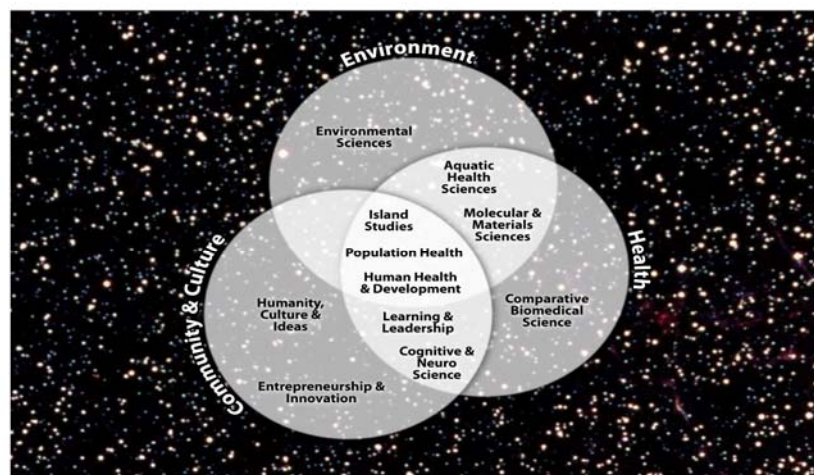 Environment
Environmental
Sciences
Aquatic
Health
Sciences
Island
Studies
Molecular &
Materials
Sciences
Population Health
Human Health
& Development
Health
Community & Culture
Humanity,
Culture &
Ideas
Comparative
Biomedical
Science
Learning &
Leadership
Cognitive &
Neuro
Science
Entrepreneurship &
Innovation